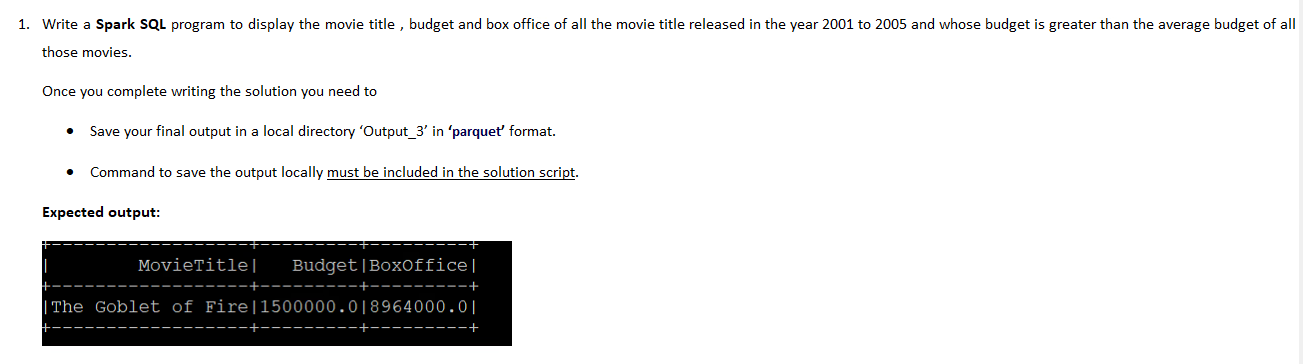 1. Write a Spark SQL program to display the movie title , budget and box office of all the movie title released in the year 2001 to 2005 and whose budget is greater than the average budget of all
those movies.
Once you complete writing the solution you need to
• Save your final output in a local directory ‘Output_3’ in ‘parquet’ format.
• Command to save the output locally must be included in the solution script.
Expected output:
+-------------------+---------+---------+
| MovieTitle| Budget|BoxOffice|
+-------------------+---------+---------+
|The Goblet of Fire|1500000.0|8964000.0|
+-------------------+---------+---------+